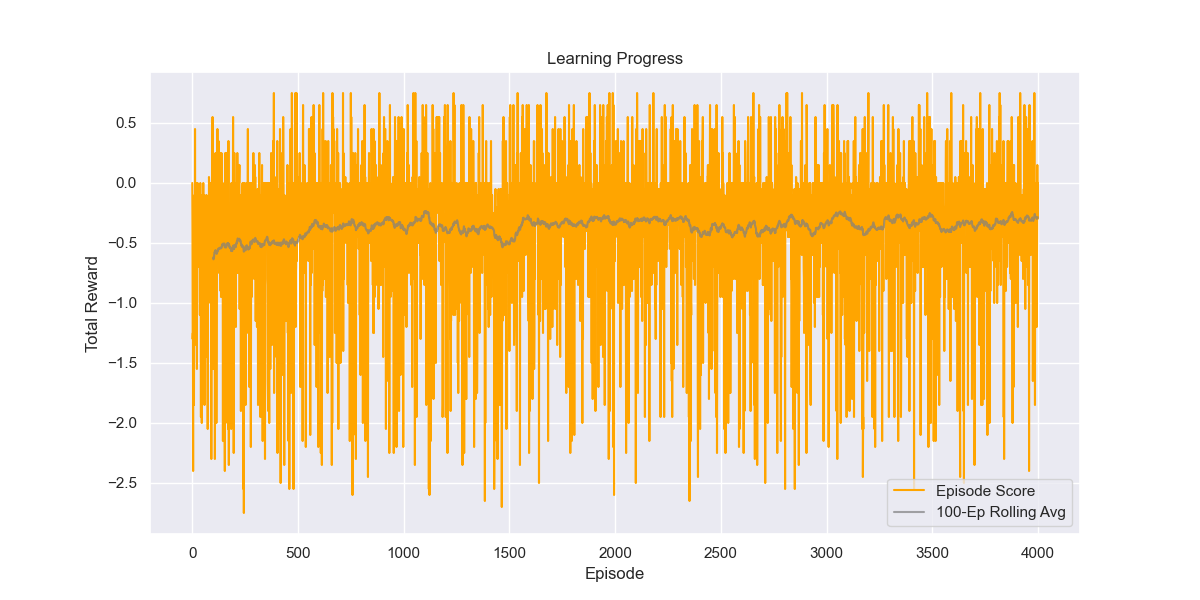 Learning Progress
0.5
0.0
−0.5
−1.0
−1.5
−2.0
−2.5
Total Reward
Episode Score
100-Ep Rolling Avg
0 500 1000 1500 2000 2500 3000 3500 4000
Episode